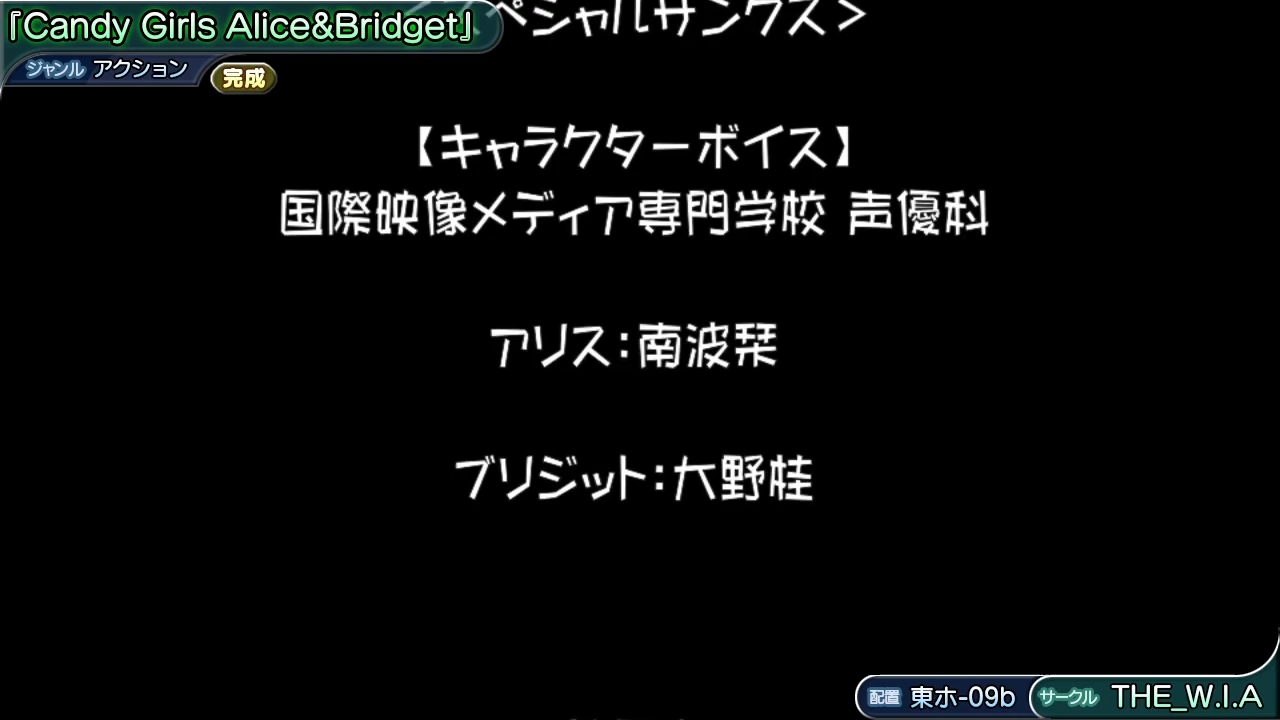 『Candy Girls Alice&Bridget』
<スペシャルサンクス>
ジャンル アクション
完成
【キャラクターボイス】
国際映像メディア専門学校 声優科
アリス:南波栞
ブリジット:大野桂
配置 東ホ-09b
サークル THE_W.I.A